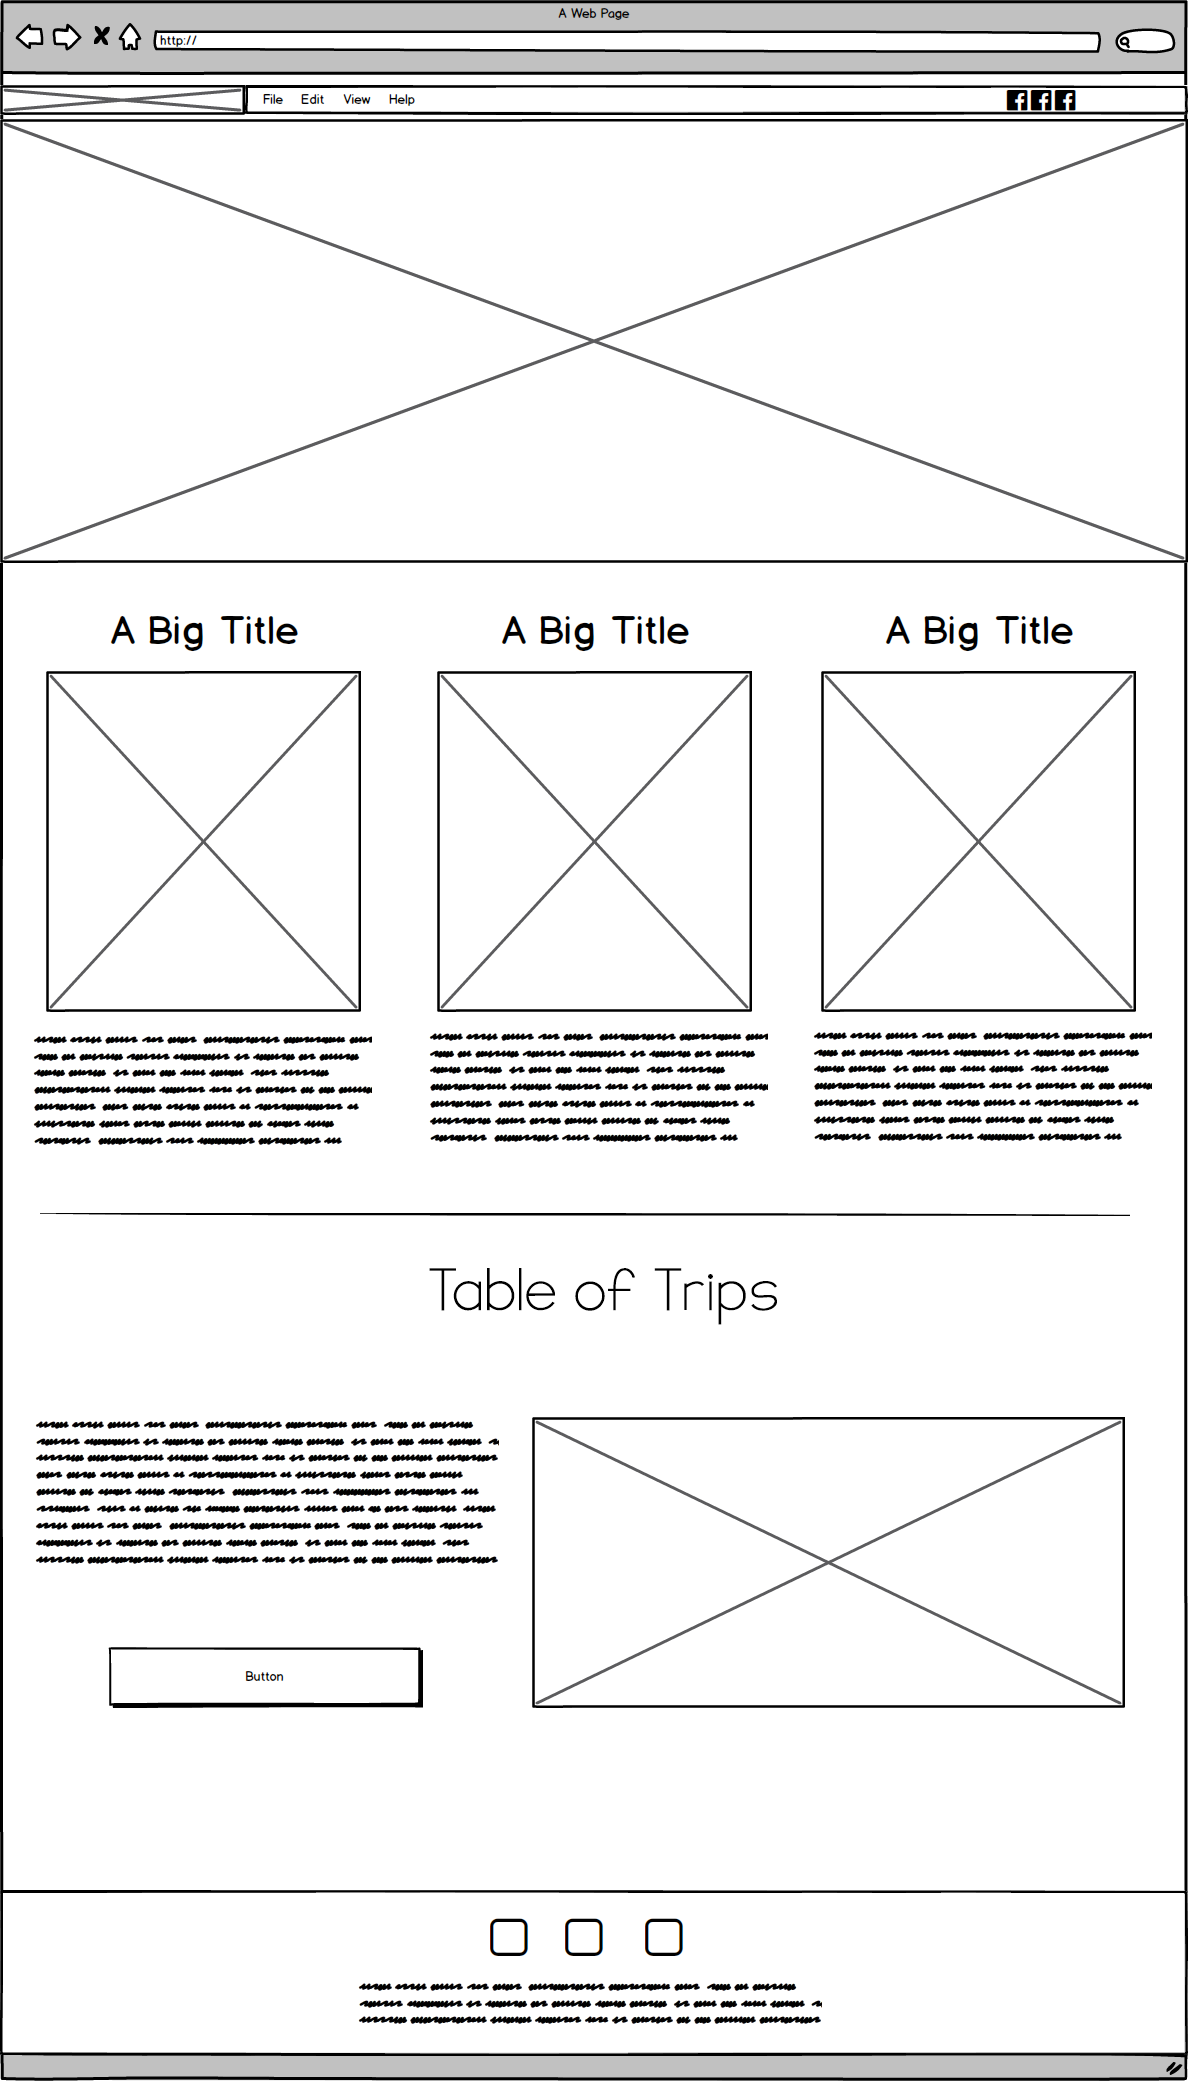 A Web Page
http://
File Edit View Help
A Big Title A Big Title A Big Title
Table of Trips
Button